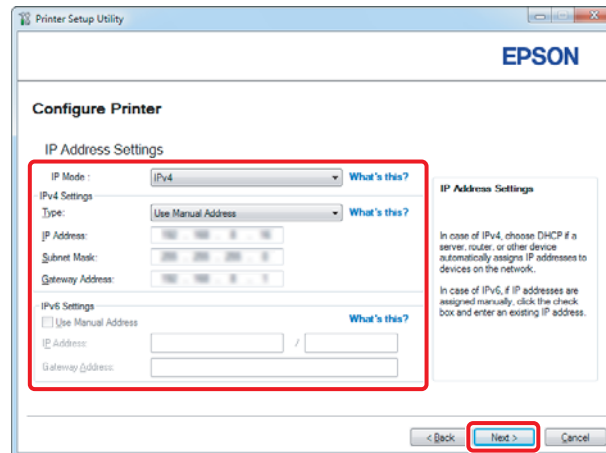 Printer Setup Utility
EPSON
Configure Printer
IP Address Settings
IP Mode :
IPv4
What's this?
IPv4 Settings
Type:
Use Manual Address
What's this?
IP Address:
Subnet Mask:
Gateway Address:
IPv6 Settings
Use Manual Address
What's this?
IP Address:
/
Gateway Address:
IP Address Settings
In case of IPv4, choose DHCP if a
server, router, or other device
automatically assigns IP addresses to
devices on the network.
In case of IPv6, if IP addresses are
assigned manually, click the check
box and enter an existing IP address.
< Back
Next >
Cancel